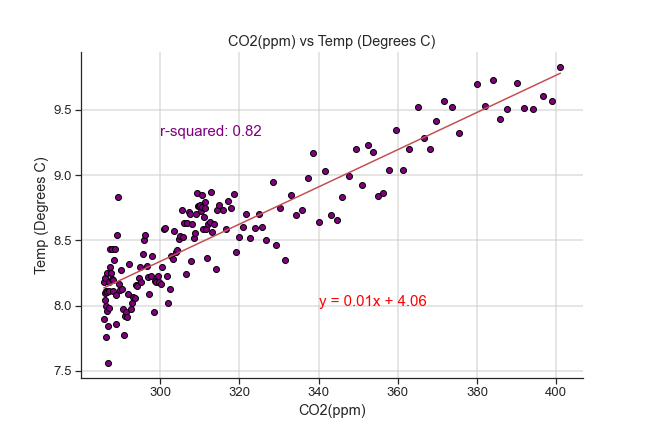 CO2(ppm) vs Temp (Degrees C)
Temp (Degrees C)
9.5
9.0
8.5
8.0
7.5
r-squared: 0.82
y = 0.01x + 4.06
300 320 340 360 380 400
CO2(ppm)